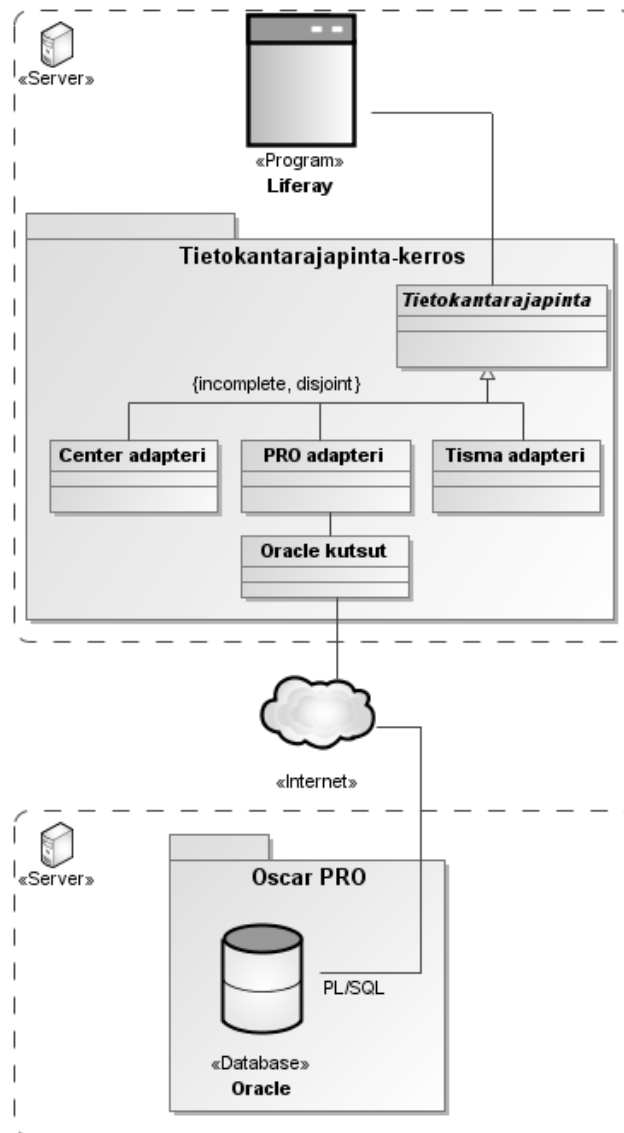 «Server»
«Program»
Liferay
Tietokantarajapinta-kerros
Tietokantarajapinta
{incomplete, disjoint}
Center adapteri
PRO adapteri
Tisma adapteri
Oracle kutsut
«Internet»
«Server»
Oscar PRO
PL/SQL
«Database»
Oracle